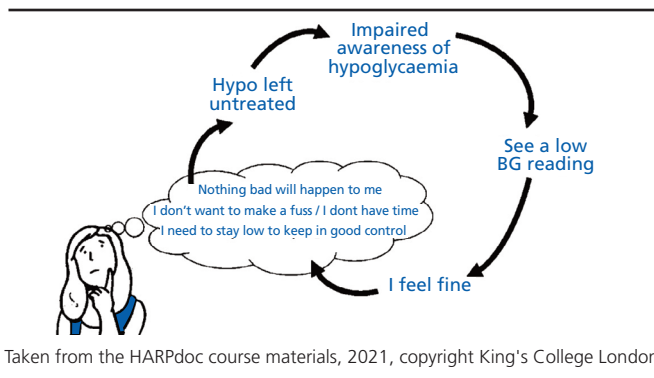 Impaired
awareness of
hypoglycaemia
Hypo left
untreated
See a low
BG reading
Nothing bad will happen to me
I don't want to make a fuss / I dont have time
I need to stay low to keep in good control
I feel fine
Taken from the HARPdoc course materials, 2021, copyright King's College London